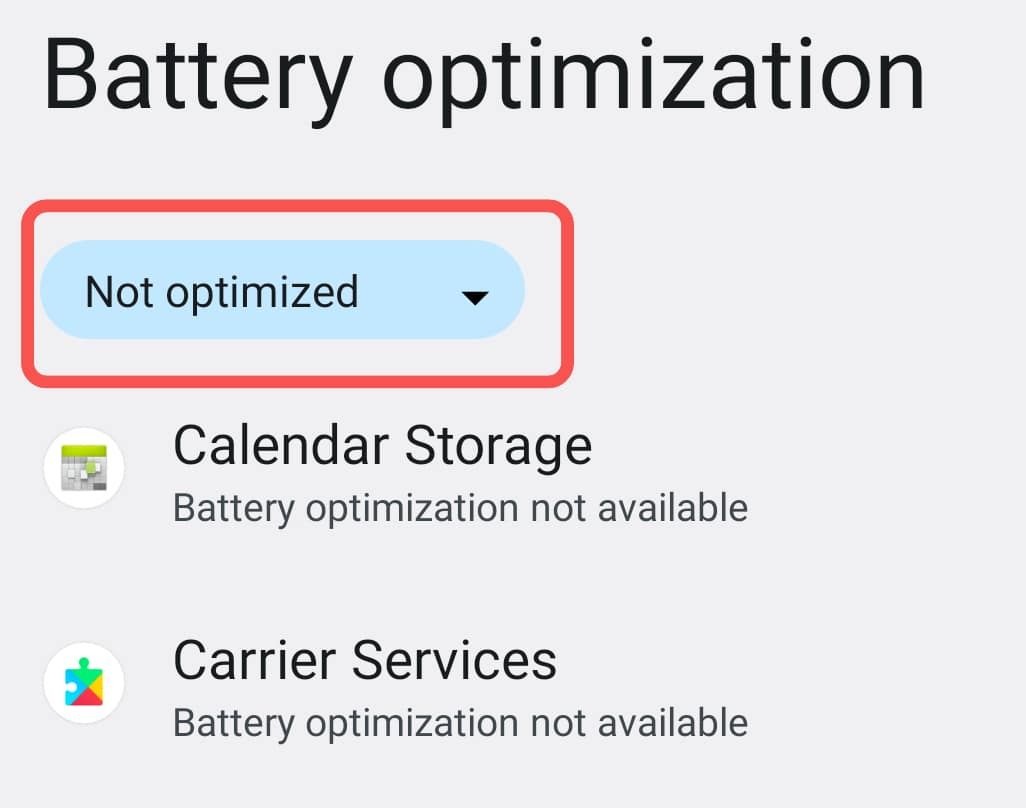 Battery optimization
Not optimized
Calendar Storage
Battery optimization not available
Carrier Services
Battery optimization not available